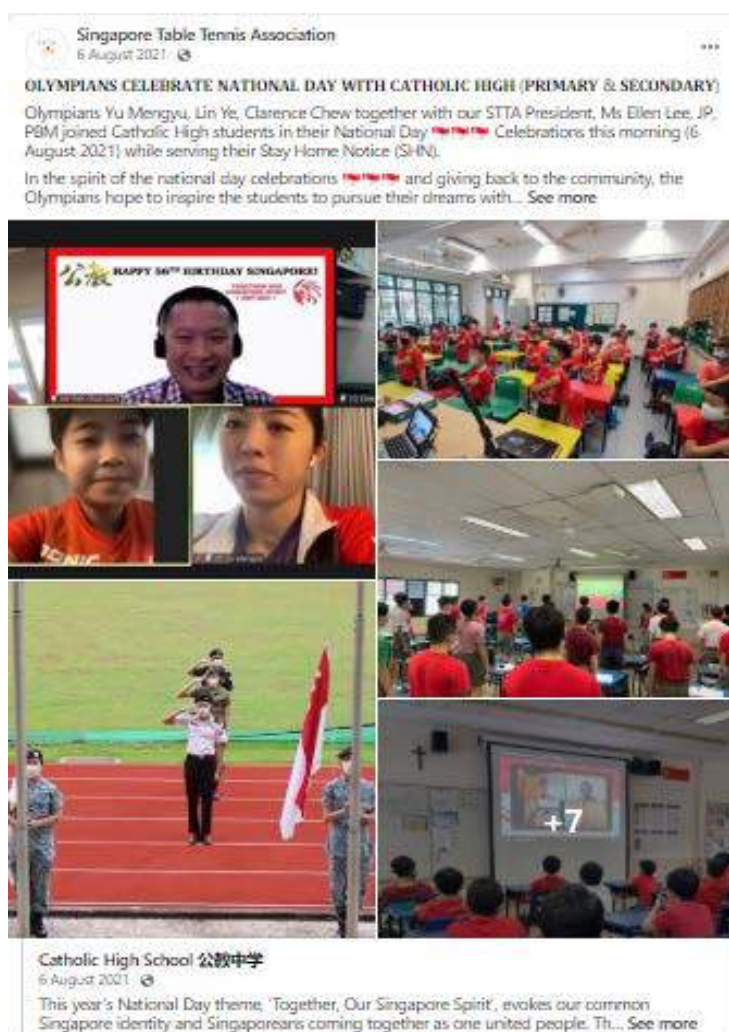 Singapore Table Tennis Association
6 August 2021
OLYMPIANS CELEBRATE NATIONAL DAY WITH CATHOLIC HIGH (PRIMARY & SECONDARY)
Olympians Yu Mengyu, Lin Ye, Clarence Chew together with our STTA President, Ms Ellen Lee, JP,
PBM joined Catholic High students in their National Day 🇸🇬🇸🇬🇸🇬 Celebrations this morning (6
August 2021) while serving their Stay Home Notice (SHN).
In the spirit of the national day celebrations 🇸🇬🇸🇬🇸🇬 and giving back to the community, the
Olympians hope to inspire the students to pursue their dreams with... See more
公教 HAPPY 56TH BIRTHDAY SINGAPORE!
+7
Catholic High School 公教中学
6 August 2021
This year's National Day theme, 'Together, Our Singapore Spirit', evokes our common
Singapore identity and Singaporeans coming together as one united people. Th... See more